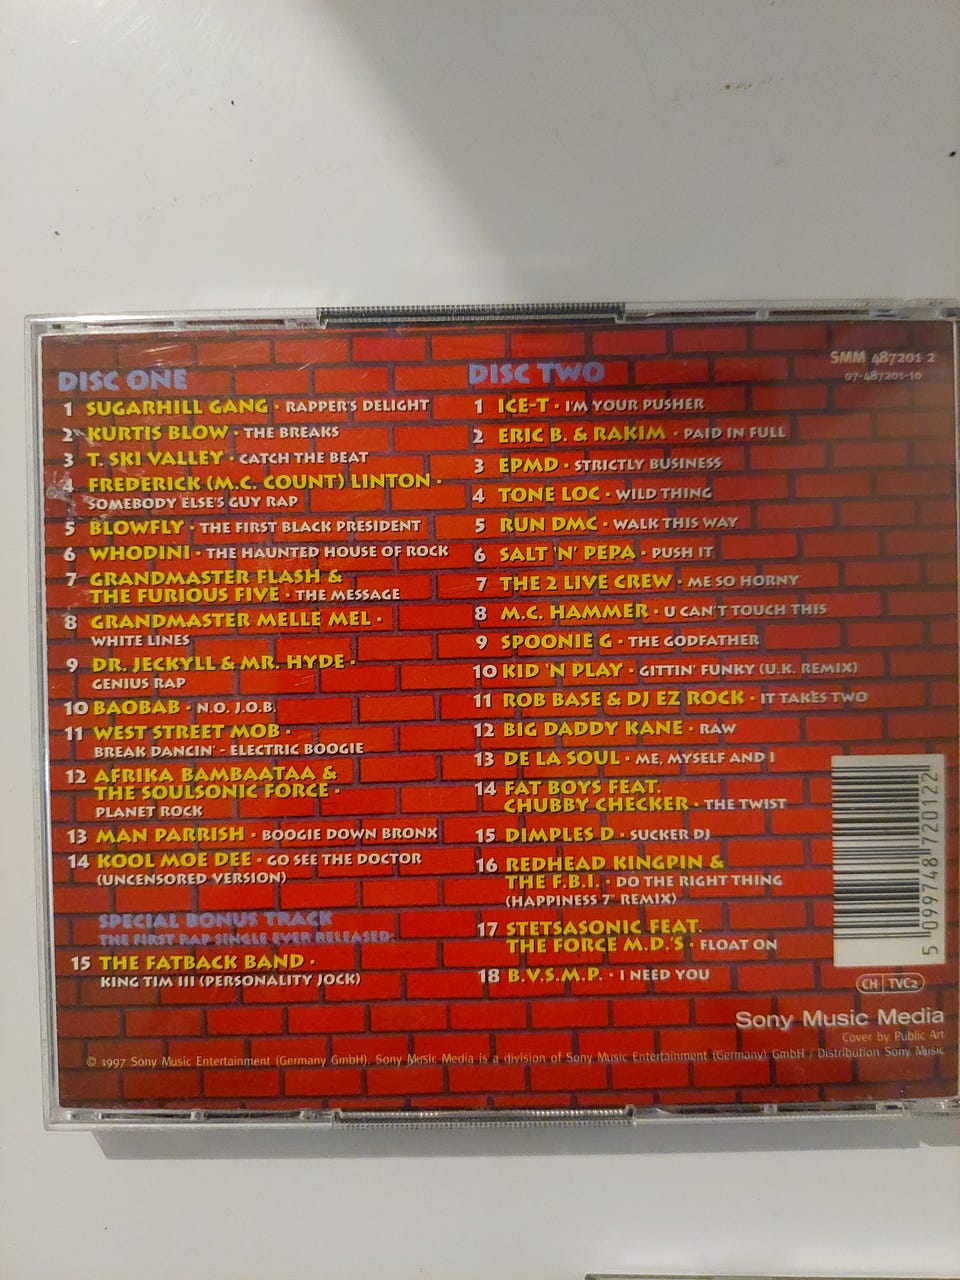 SMM 487201 2
07-487201-10
DISC ONE
1 SUGARHILL GANG · RAPPER'S DELIGHT
2 KURTIS BLOW · THE BREAKS
3 T. SKI VALLEY · CATCH THE BEAT
4 FREDERICK (M.C. COUNT) LINTON ·
SOMEBODY ELSE'S GUY RAP
5 BLOWFLY · THE FIRST BLACK PRESIDENT
6 WHODINI · THE HAUNTED HOUSE OF ROCK
7 GRANDMASTER FLASH &
THE FURIOUS FIVE · THE MESSAGE
8 GRANDMASTER MELLE MEL ·
WHITE LINES
9 DR. JECKYLL & MR. HYDE ·
GENIUS RAP
10 BAOBAB · N.O. J.O.B.
11 WEST STREET MOB ·
BREAK DANCIN' - ELECTRIC BOOGIE
12 AFRIKA BAMBAATAA &
THE SOULSONIC FORCE ·
PLANET ROCK
13 MAN PARRISH · BOOGIE DOWN BRONX
14 KOOL MOE DEE · GO SEE THE DOCTOR
(UNCENSORED VERSION)
SPECIAL BONUS TRACK
THE FIRST RAP SINGLE EVER RELEASED:
15 THE FATBACK BAND ·
KING TIM III (PERSONALITY JOCK)
DISC TWO
1 ICE-T · I'M YOUR PUSHER
2 ERIC B. & RAKIM · PAID IN FULL
3 EPMD · STRICTLY BUSINESS
4 TONE LOC · WILD THING
5 RUN DMC · WALK THIS WAY
6 SALT 'N' PEPA · PUSH IT
7 THE 2 LIVE CREW · ME SO HORNY
8 M.C. HAMMER · U CAN'T TOUCH THIS
9 SPOONIE G · THE GODFATHER
10 KID 'N PLAY · GITTIN' FUNKY (U.K. REMIX)
11 ROB BASE & DJ EZ ROCK · IT TAKES TWO
12 BIG DADDY KANE · RAW
13 DE LA SOUL · ME, MYSELF AND I
14 FAT BOYS FEAT.
CHUBBY CHECKER · THE TWIST
15 DIMPLES D · SUCKER DJ
16 REDHEAD KINGPIN &
THE F.B.I. · DO THE RIGHT THING
(HAPPINESS 7" REMIX)
17 STETSASONIC FEAT.
THE FORCE M.D.'S · FLOAT ON
18 B.V.S.M.P. · I NEED YOU
5 099748 720122
CH TVC2
Sony Music Media
Cover by Public Art
© 1997 Sony Music Entertainment (Germany GmbH). Sony Music Media is a division of Sony Music Entertainment (Germany) GmbH / Distribution Sony Music